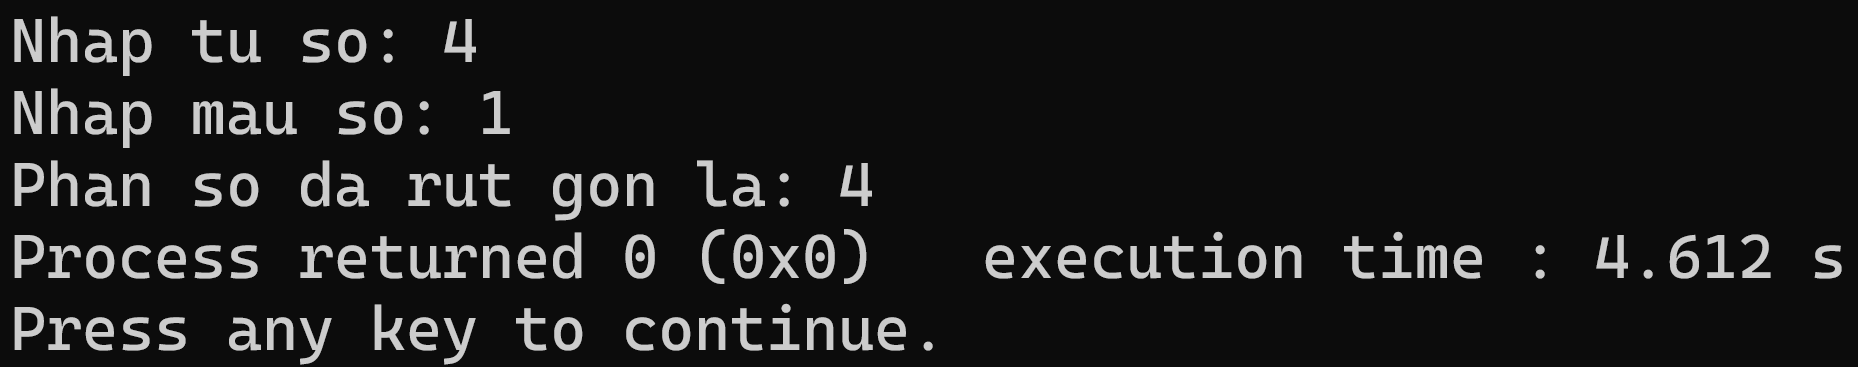 Nhap tu so: 4
Nhap mau so: 1
Phan so da rut gon la: 4
Process returned 0 (0x0)   execution time : 4.612 s
Press any key to continue.